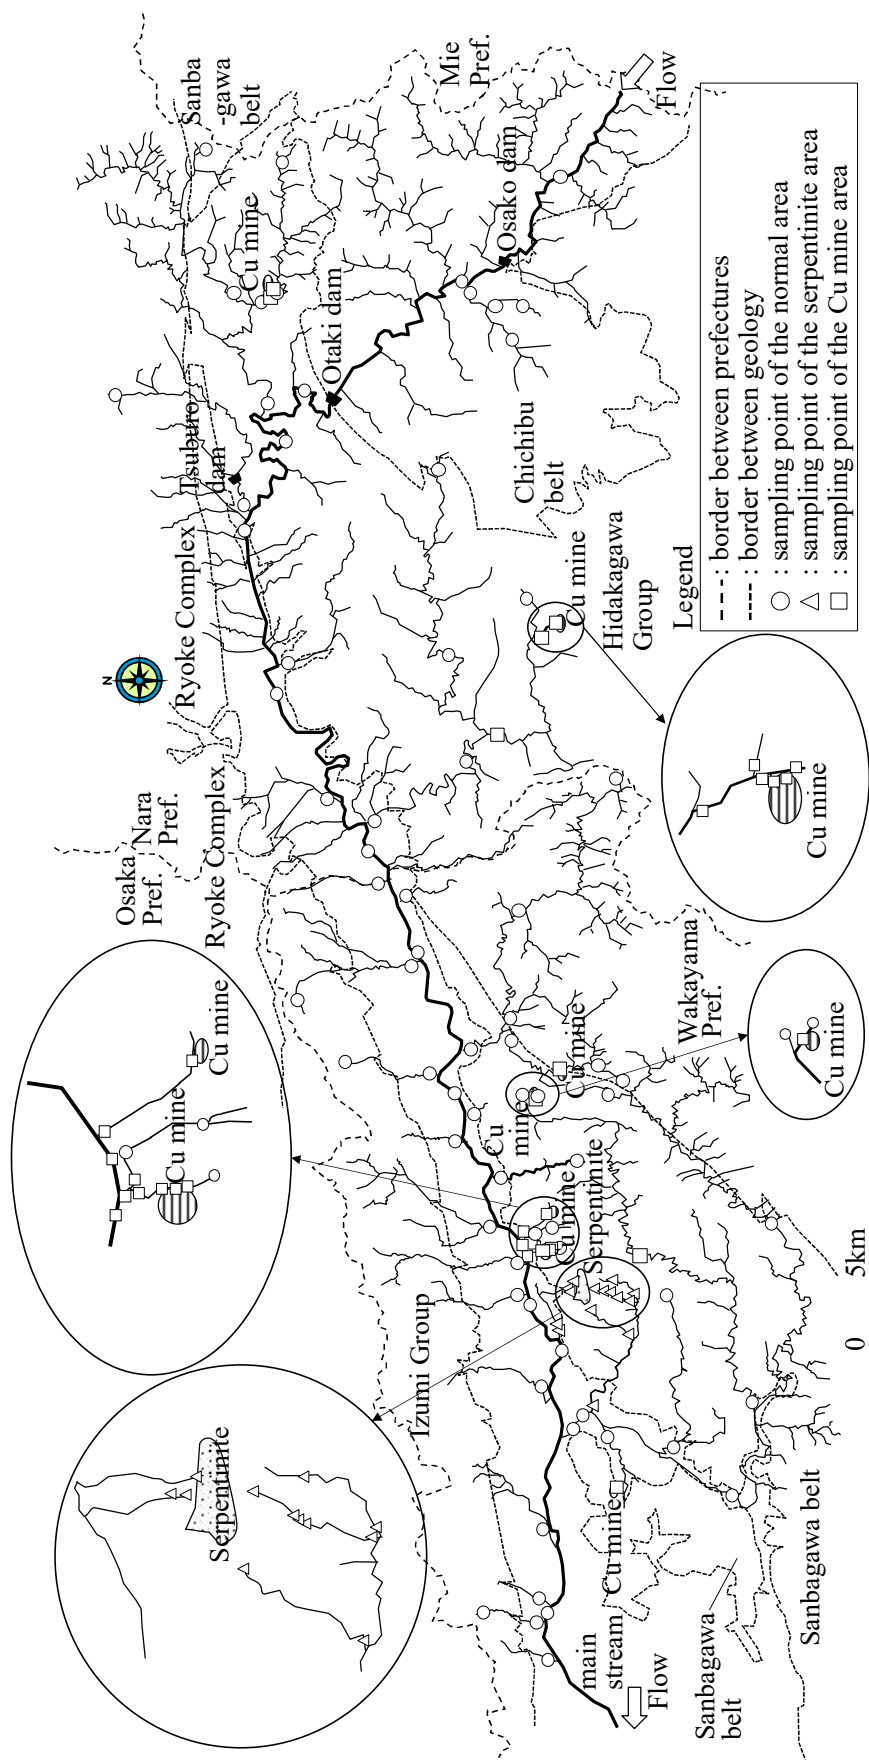 N
Osaka
Pref.
Nara
Pref.
Ryoke Complex
Ryoke Complex
Tsuburo
dam
Sanba
-gawa
belt
Cu mine
Cu mine
Cu mine
Serpentinite
Otaki dam
Mie
Pref.
Izumi Group
Osako dam
Flow
Chichibu
belt
Cu
mine
Cu mine
Cu mine
Serpentinite
Cu mine
Hidakagawa
Group
main
stream
Cu mine
Flow
Wakayama
Pref.
Sanbagawa
belt
Sanbagawa belt
Cu mine
Cu mine
0
5km
Legend
: border between prefectures
: border between geology
: sampling point of the normal area
: sampling point of the serpentinite area
: sampling point of the Cu mine area